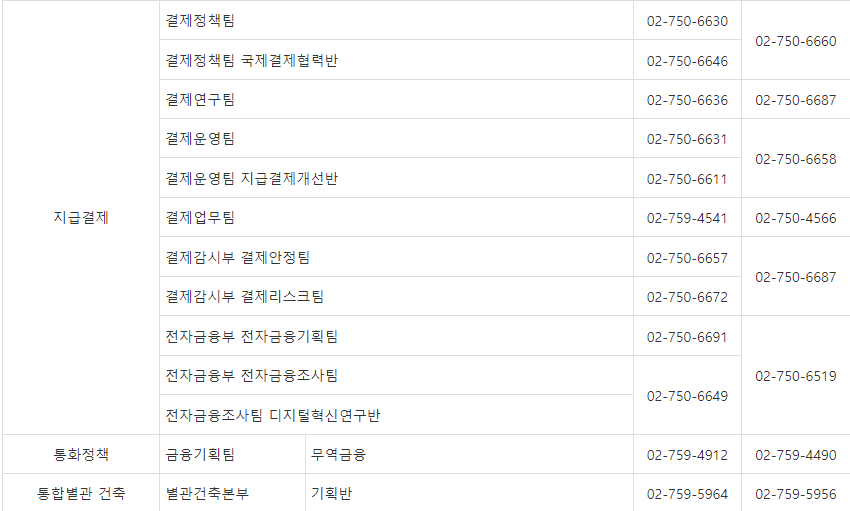 결제정책팀 02-750-6630
02-750-6660
결제정책팀 국제결제협력반 02-750-6646
결제연구팀 02-750-6636 02-750-6687
결제운영팀 02-750-6631
02-750-6658
결제운영팀 지급결제개선반 02-750-6611
지급결제 결제업무팀 02-759-4541 02-750-4566
결제감시부 결제안정팀 02-750-6657
02-750-6687
결제감시부 결제리스크팀 02-750-6672
전자금융부 전자금융기획팀 02-750-6691
전자금융부 전자금융조사팀
02-750-6519
02-750-6649
전자금융조사팀 디지털혁신연구반
통화정책 금융기획팀 무역금융 02-759-4912 02-759-4490
통합별관 건축 별관건축본부 기획반 02-759-5964 02-759-5956